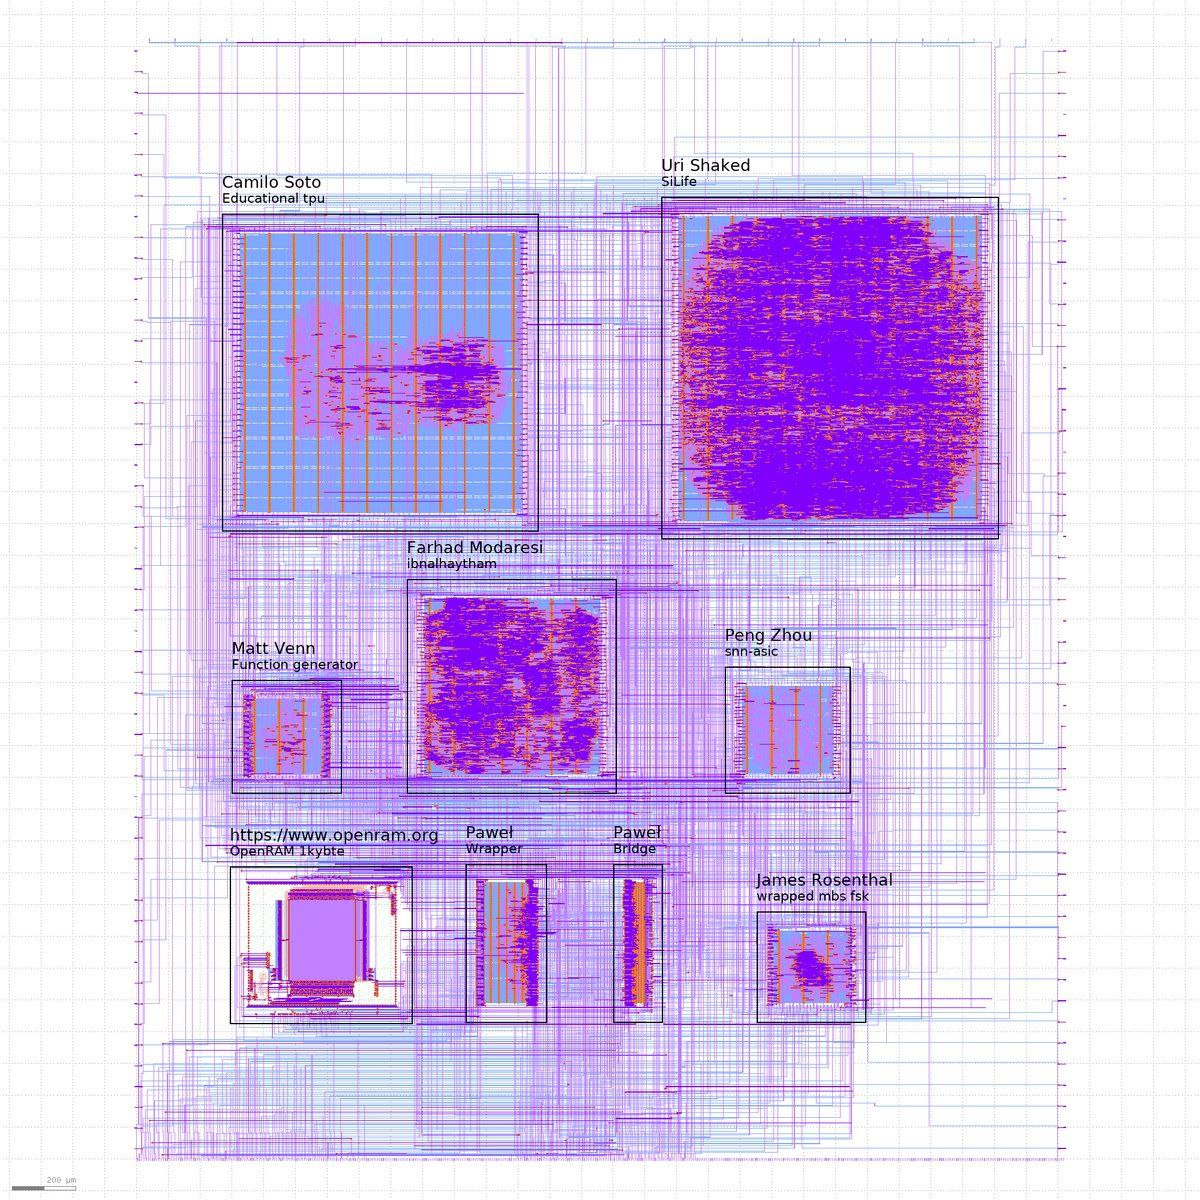 Uri Shaked
SiLife
Camilo Soto
Educational tpu
Farhad Modaresi
ibnalhaytham
Peng Zhou
snn-asic
Matt Venn
Function generator
https://www.openram.org
OpenRAM 1kybte
Paweł
Wrapper
Paweł
Bridge
James Rosenthal
wrapped mbs fsk
200 µm